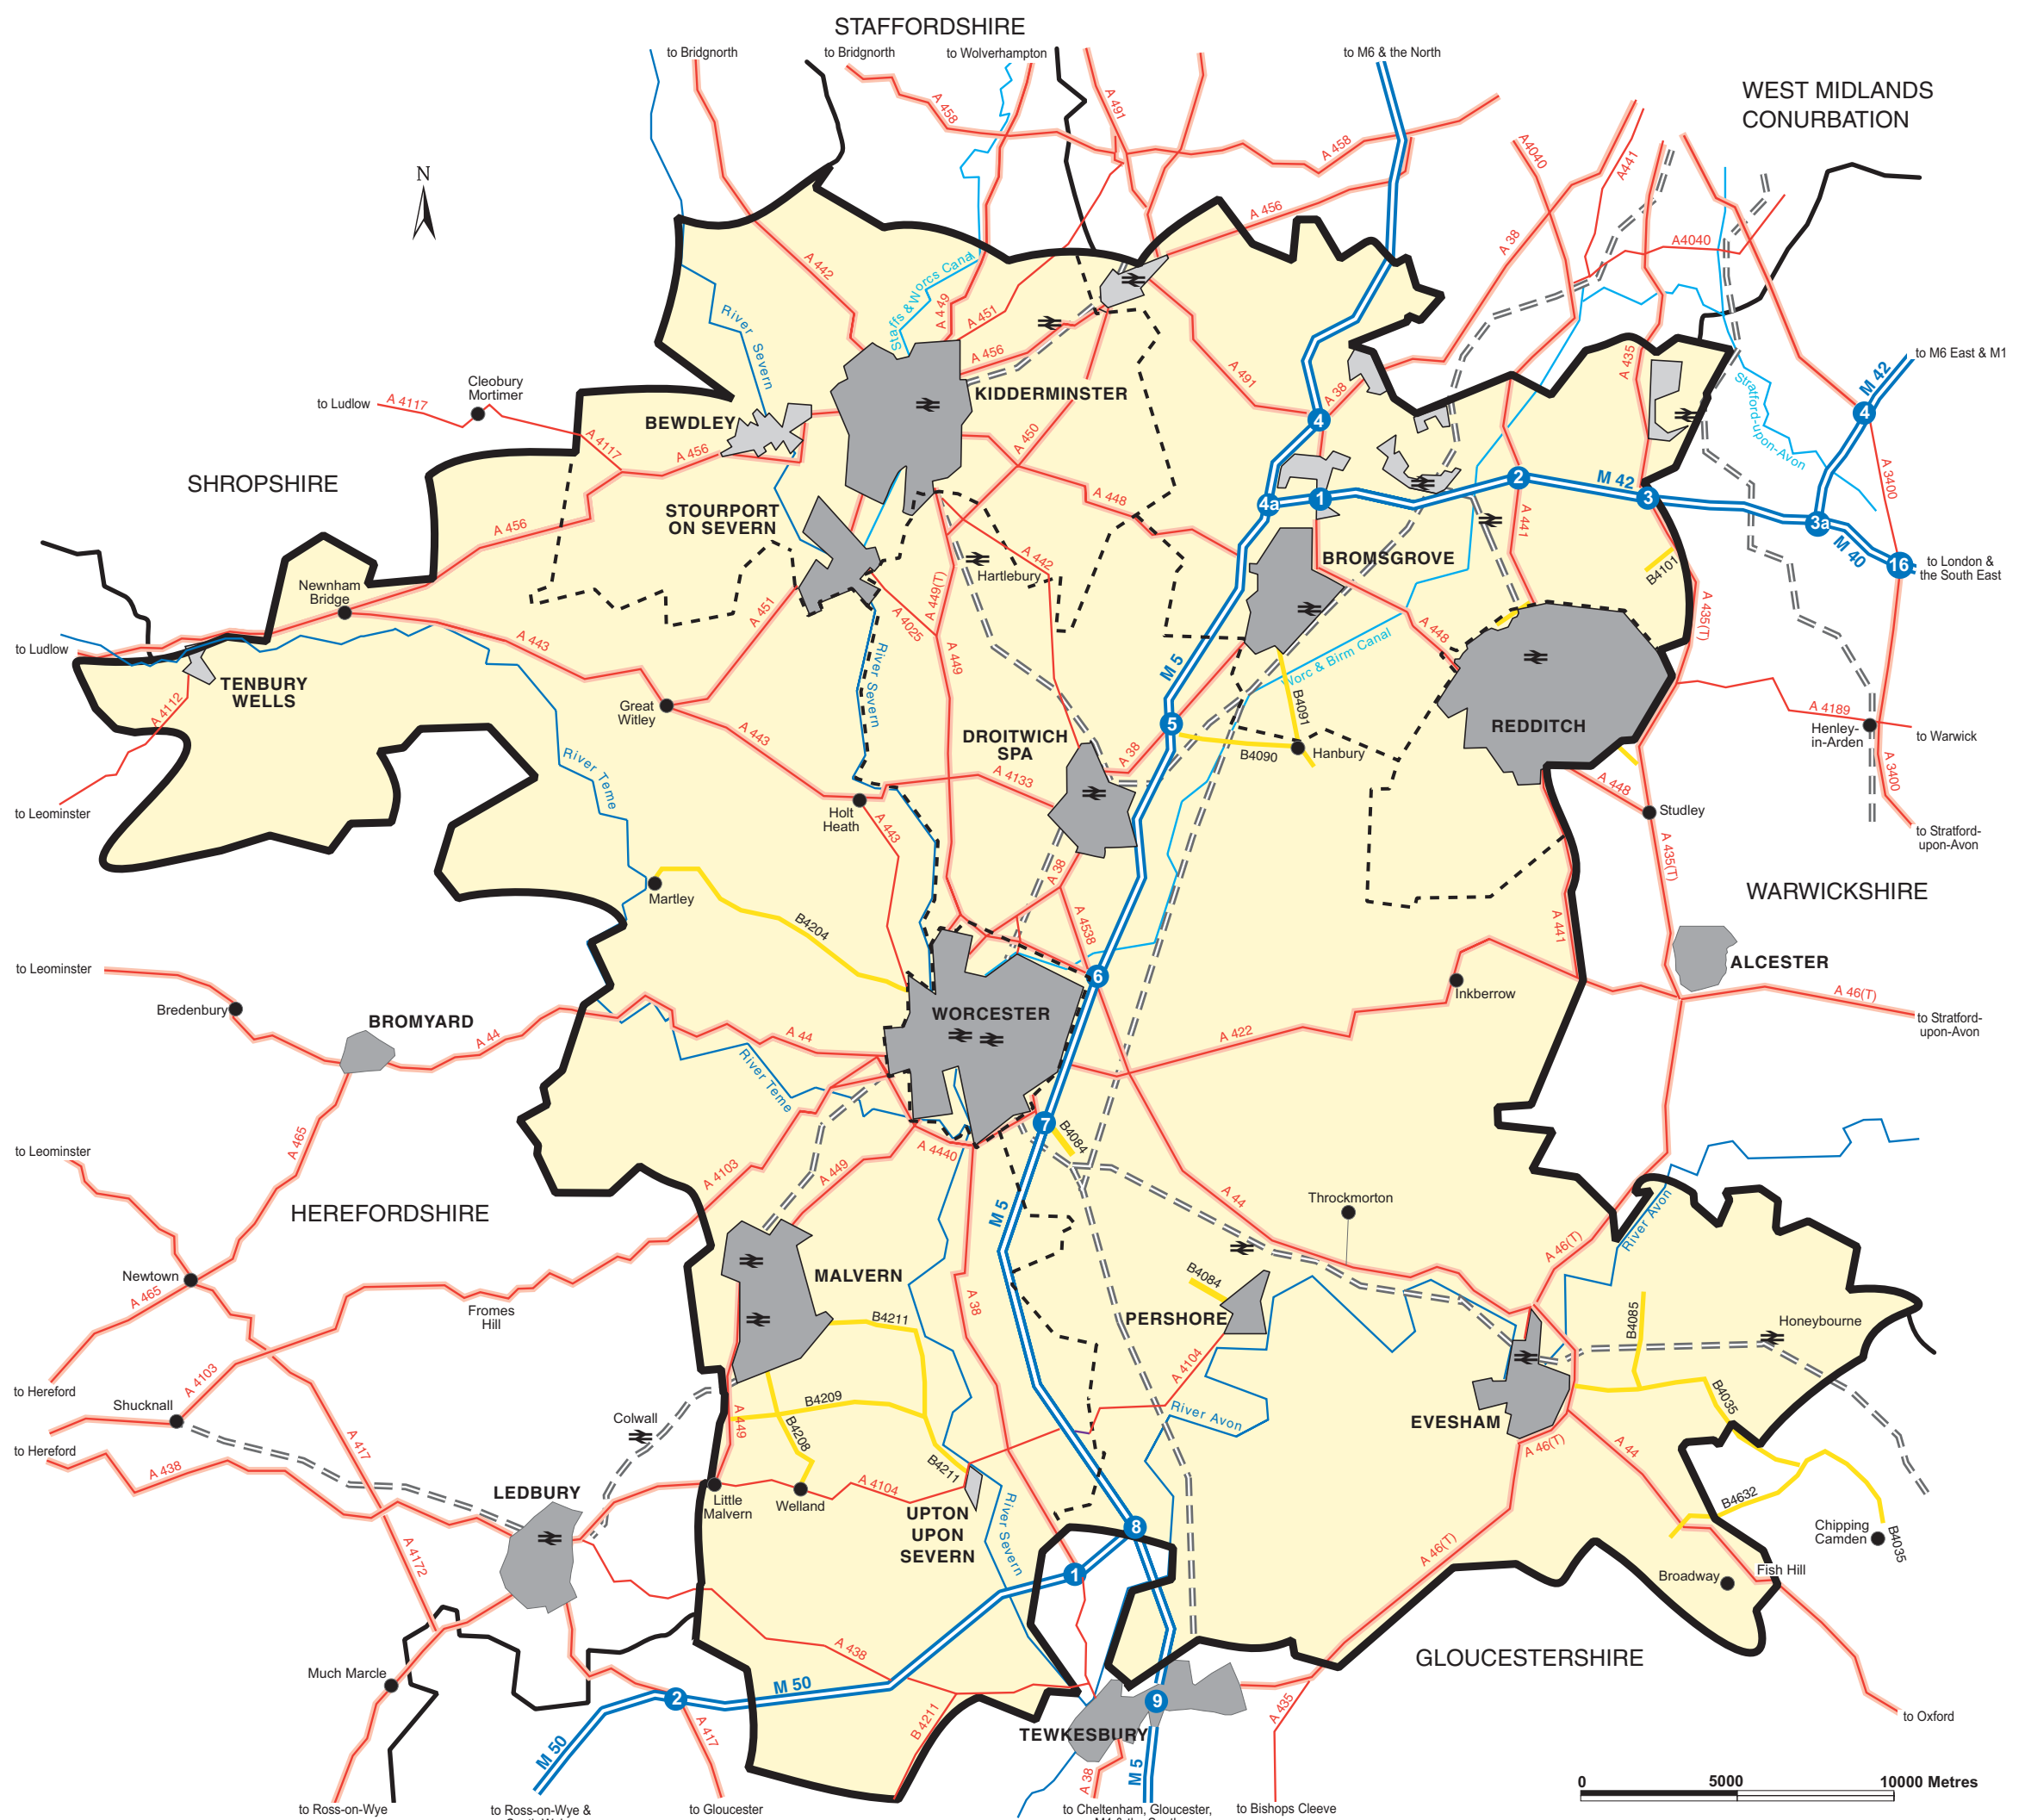 STAFFORDSHIRE
to Bridgnorth
to Bridgnorth
to Wolverhampton
to M6 & the North
WEST MIDLANDS
CONURBATION
A 458
A 491
A 458
A4040
A441
N
A 456
A 38
A4040
A 442
Staffs & Worcs Canal
A 449
A 451
River Severn
A 456
A 491
A 38
A 435
to M6 East & M1
M 42
4
4
Stratford-upon-Avon
Cleobury
Mortimer
to Ludlow
A 4117
A 4117
BEWDLEY
KIDDERMINSTER
A 456
A 450
SHROPSHIRE
STOURPORT
ON SEVERN
A 448
4a
1
2
M 42
3
3a
M 40
16
A 3400
A 456
A 441
BROMSGROVE
Hartlebury
A 442
A 449(T)
to London &
the South East
B4101
Newnham
Bridge
A 451
A 4025
A 448
A 435(T)
to Ludlow
A 443
A 449
River Severn
Worc & Birm Canal
M 5
TENBURY
WELLS
A 4112
Great
Witley
A 443
B4091
REDDITCH
A 4189
Henley-
in-Arden
to Warwick
DROITWICH
SPA
5
A 38
B4090
Hanbury
River Teme
A 4133
A 3400
to Leominster
Holt
Heath
A 443
A 448
Studley
to Stratford-
upon-Avon
A 38
A 435(T)
Martley
B4204
WARWICKSHIRE
A 4538
A 441
ALCESTER
to Leominster
6
Inkberrow
A 46(T)
Bredenbury
BROMYARD
WORCESTER
to Stratford-
upon-Avon
A 44
A 44
A 422
River Teme
7
B4084
A 465
to Leominster
A 4103
A 449
A 4440
HEREFORDSHIRE
M 5
A 44
Throckmorton
River Avon
A 46(T)
Newtown
MALVERN
B4084
A 465
Fromes
Hill
A 38
PERSHORE
B4211
B4085
Honeybourne
to Hereford
A 4103
A 4104
Shucknall
B4209
B4035
Colwall
A 449
B4208
River Avon
EVESHAM
to Hereford
A 417
A 46(T)
A 44
A 438
B4211
LEDBURY
Little
Malvern
Welland
A 4104
UPTON
UPON
SEVERN
River Severn
B4632
Chipping
Camden
B4035
8
A 4172
A 46(T)
1
Broadway
Fish Hill
A 438
GLOUCESTERSHIRE
Much Marcle
M 50
2
9
B 4211
TEWKESBURY
A 435
to Oxford
A 417
M 50
A 38
M 5
0
5000
10000 Metres
to Ross-on-Wye
to Ross-on-Wye &
to Gloucester
to Cheltenham, Gloucester,
to Bishops Cleeve